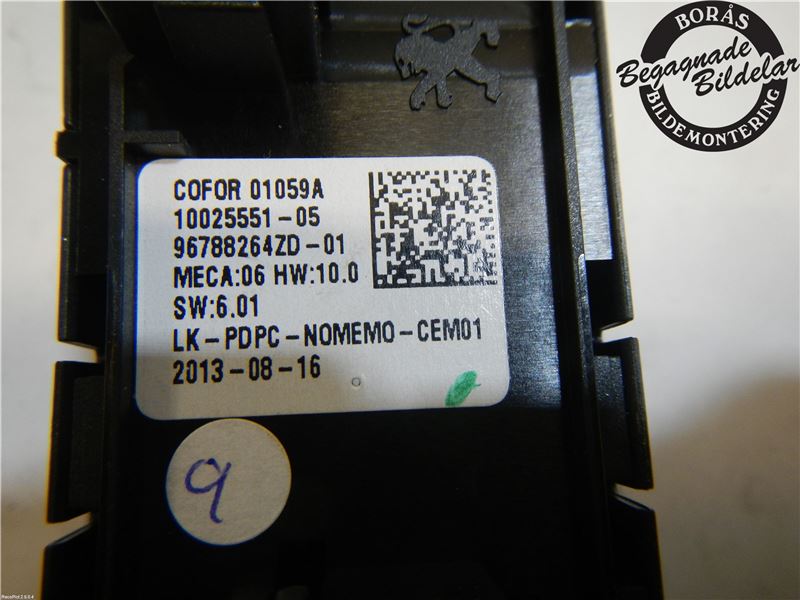 BORÅS
Begagnade
Bildelar
BILDEMONTERING
COFOR 01059A
10025551-05
96788264ZD-01
MECA:06 HW:10.0
SW:6.01
LK-PDPC-NOMEMO-CEM01
2013-08-16
9